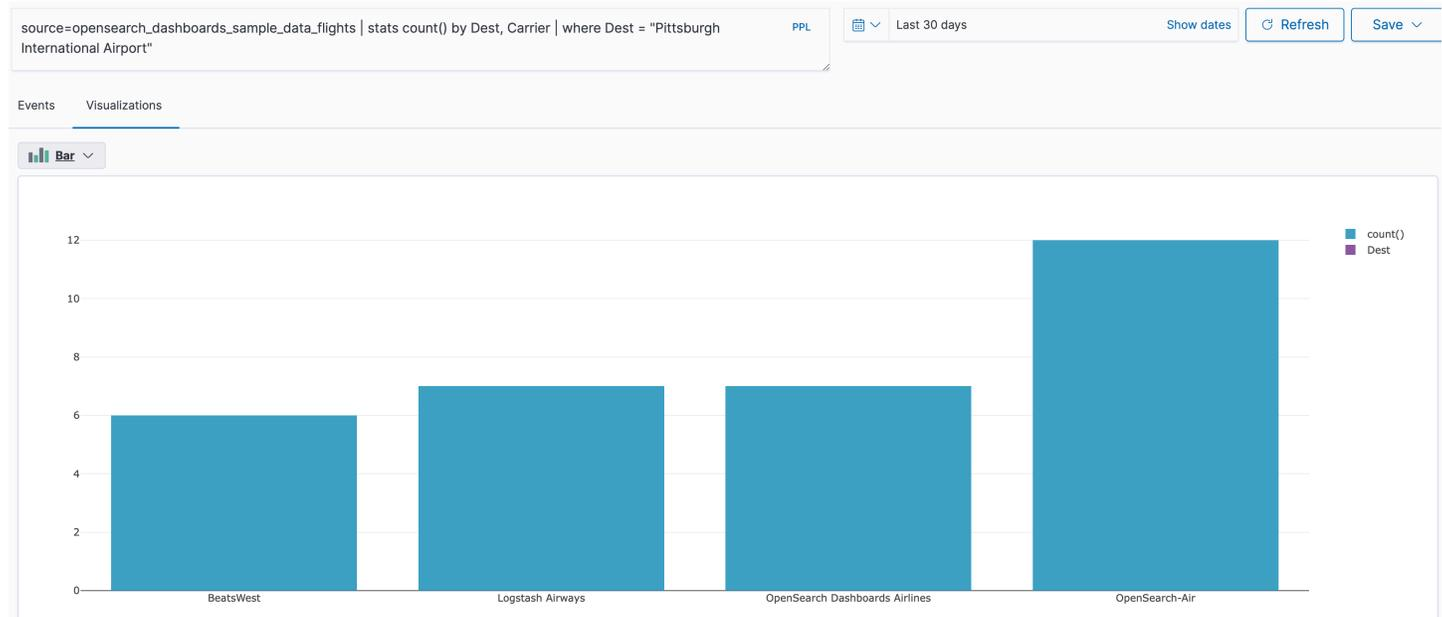 source=opensearch_dashboards_sample_data_flights | stats count() by Dest, Carrier | where Dest = "Pittsburgh
International Airport"
PPL
Last 30 days
Show dates
Refresh
Save
Events
Visualizations
Bar
12
10
8
6
4
2
0
BeatsWest
Logstash Airways
OpenSearch Dashboards Airlines
OpenSearch-Air
count()
Dest